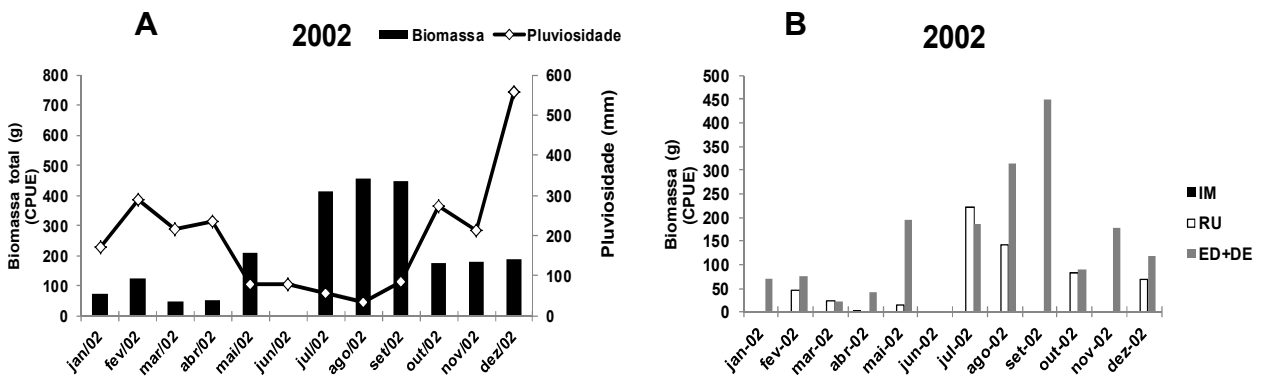 A
2002
Biomassa
Pluviosidade
Biomassa total (g)
(CPUE)
800
700
600
500
400
300
200
100
0
600
500
400
300
200
100
0
Pluviosidade (mm)
jan/02
fev/02
mar/02
abr/02
mai/02
jun/02
jul/02
ago/02
set/02
out/02
nov/02
dez/02
B
2002
Biomassa (g)
(CPUE)
500
450
400
350
300
250
200
150
100
50
0
jan-02
fev-02
mar-02
abr-02
mai-02
jun-02
jul-02
ago-02
set-02
out-02
nov-02
dez-02
IM
RU
ED+DE